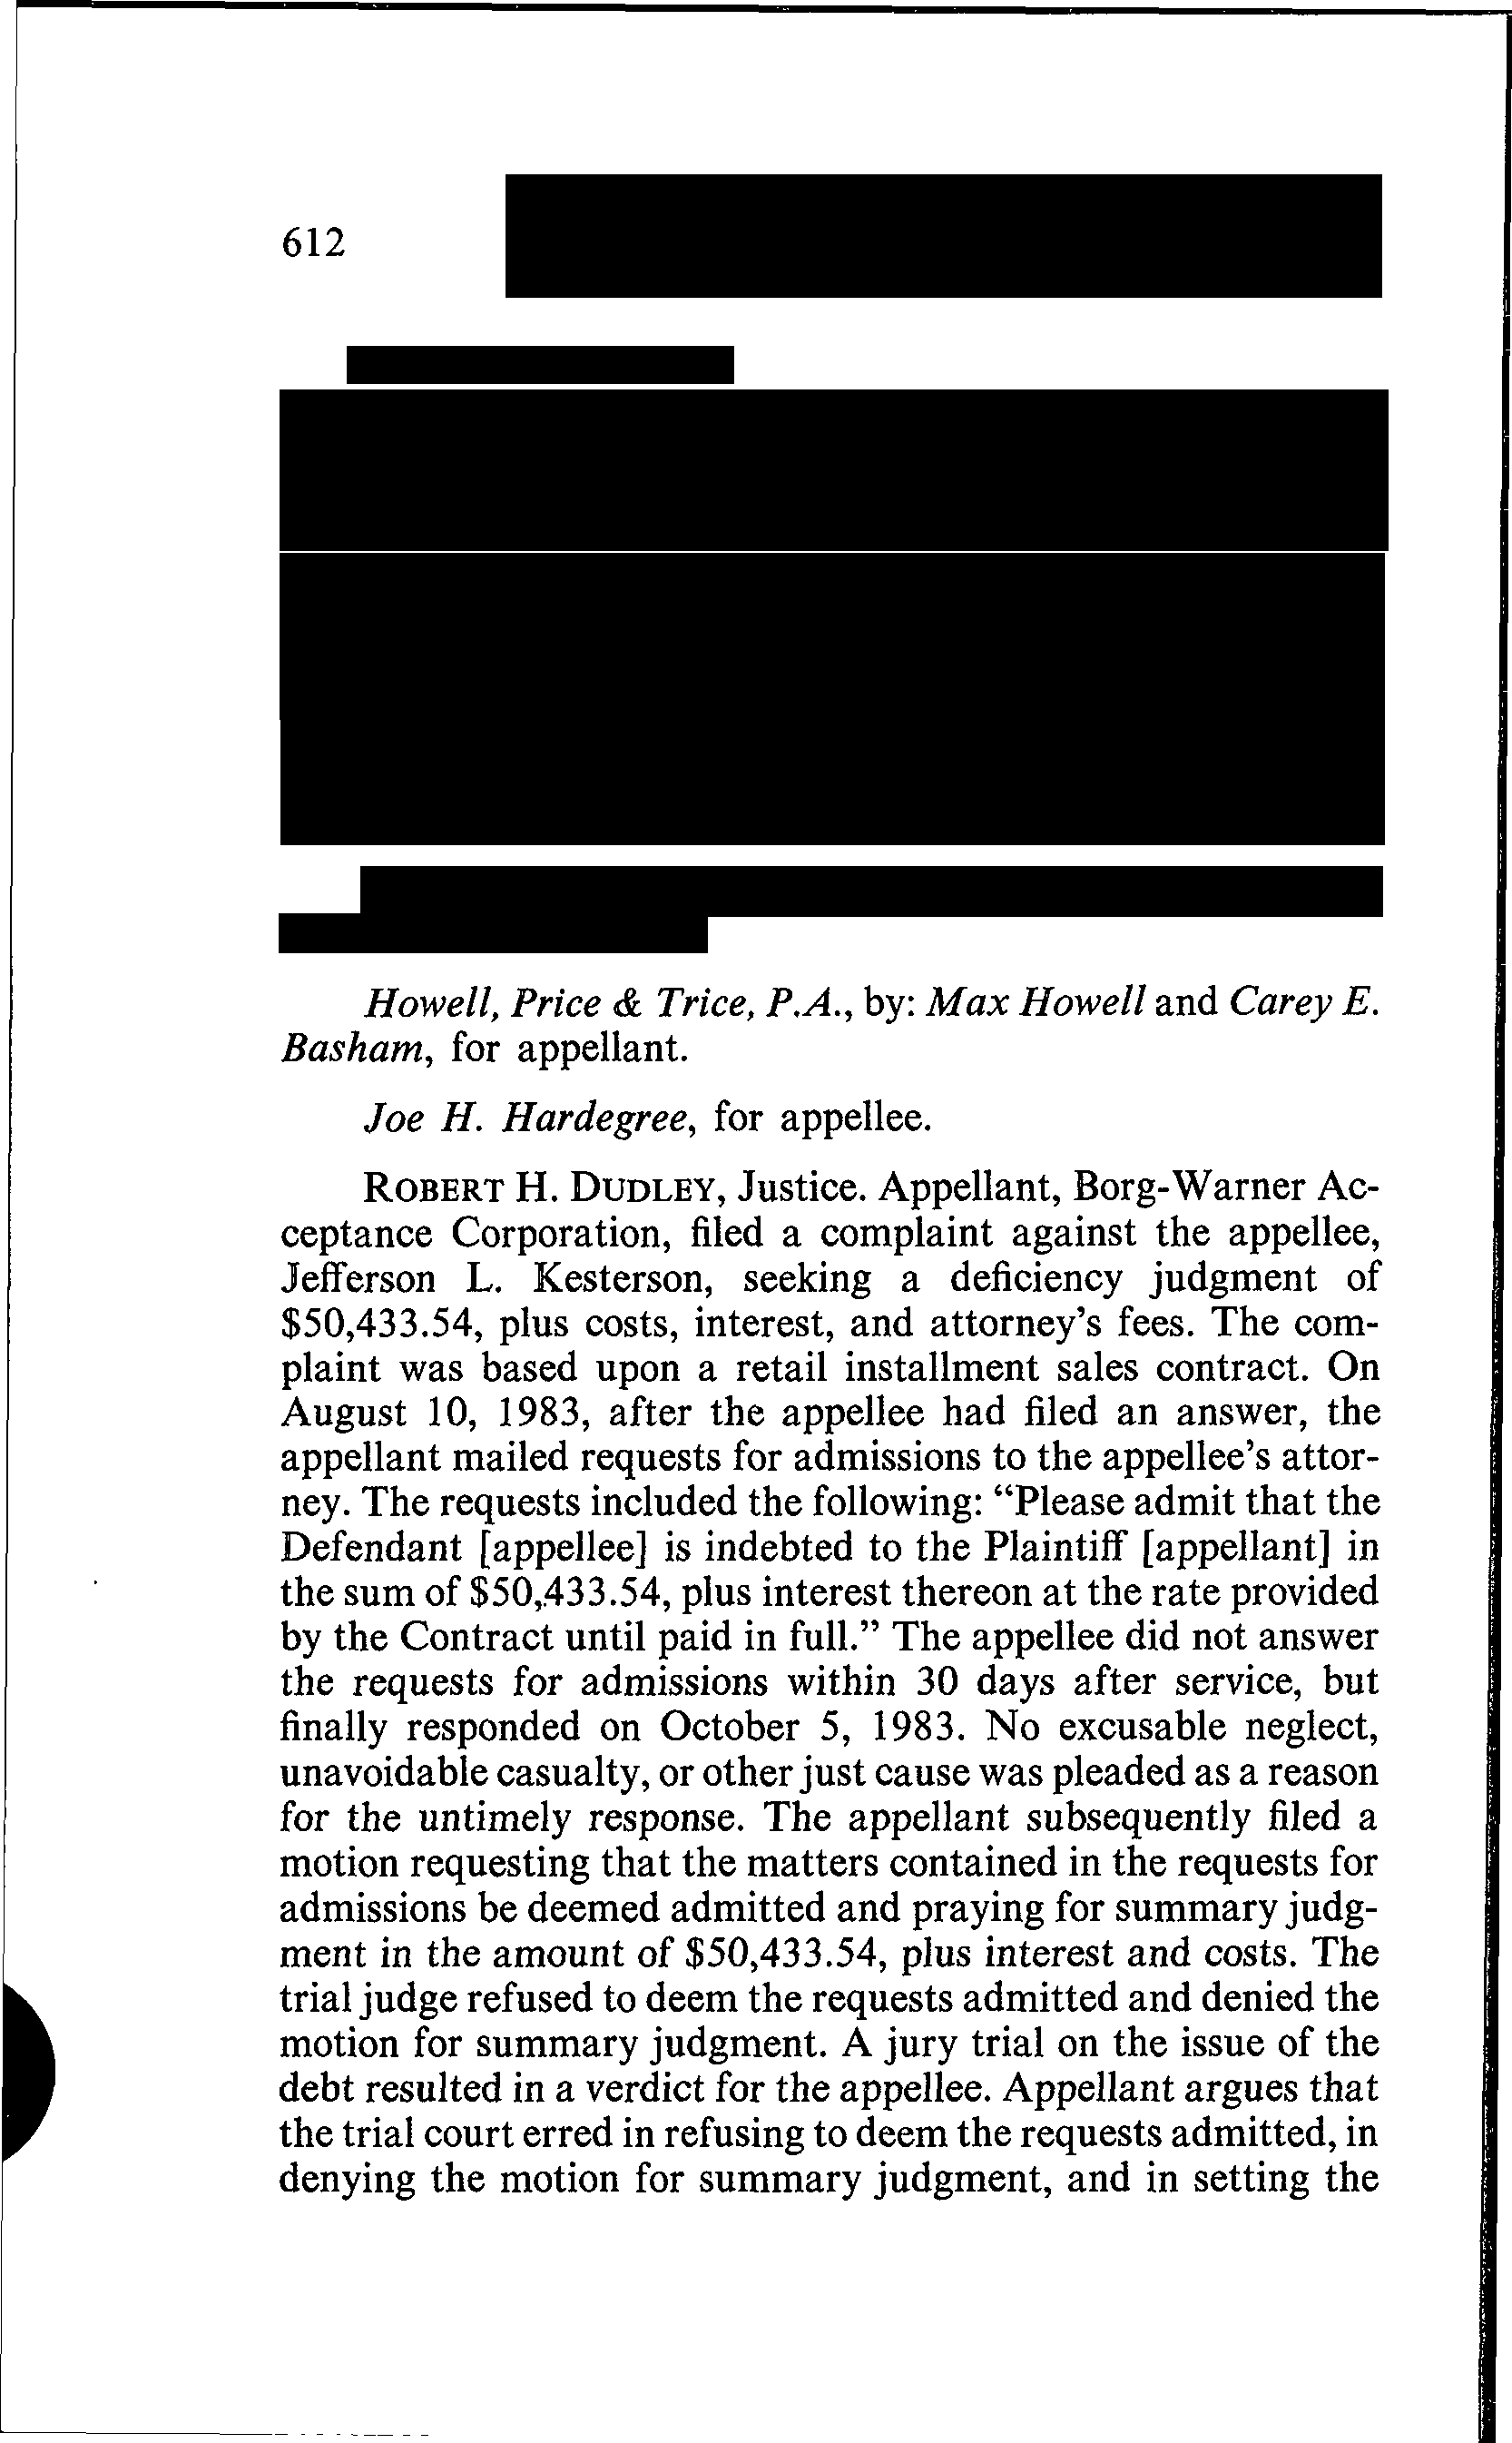 612
Howell, Price & Trice, P.A., by: Max Howell and Carey E.
Basham, for appellant.
Joe H. Hardegree, for appellee.
ROBERT H. DUDLEY, Justice. Appellant, Borg-Warner Ac-
ceptance Corporation, filed a complaint against the appellee,
Jefferson L. Kesterson, seeking a deficiency judgment of
$50,433.54, plus costs, interest, and attorney's fees. The com-
plaint was based upon a retail installment sales contract. On
August 10, 1983, after the appellee had filed an answer, the
appellant mailed requests for admissions to the appellee's attor-
ney. The requests included the following: “Please admit that the
Defendant [appellee] is indebted to the Plaintiff [appellant] in
the sum of $50,433.54, plus interest thereon at the rate provided
by the Contract until paid in full.” The appellee did not answer
the requests for admissions within 30 days after service, but
finally responded on October 5, 1983. No excusable neglect,
unavoidable casualty, or other just cause was pleaded as a reason
for the untimely response. The appellant subsequently filed a
motion requesting that the matters contained in the requests for
admissions be deemed admitted and praying for summary judg-
ment in the amount of $50,433.54, plus interest and costs. The
trial judge refused to deem the requests admitted and denied the
motion for summary judgment. A jury trial on the issue of the
debt resulted in a verdict for the appellee. Appellant argues that
the trial court erred in refusing to deem the requests admitted, in
denying the motion for summary judgment, and in setting the